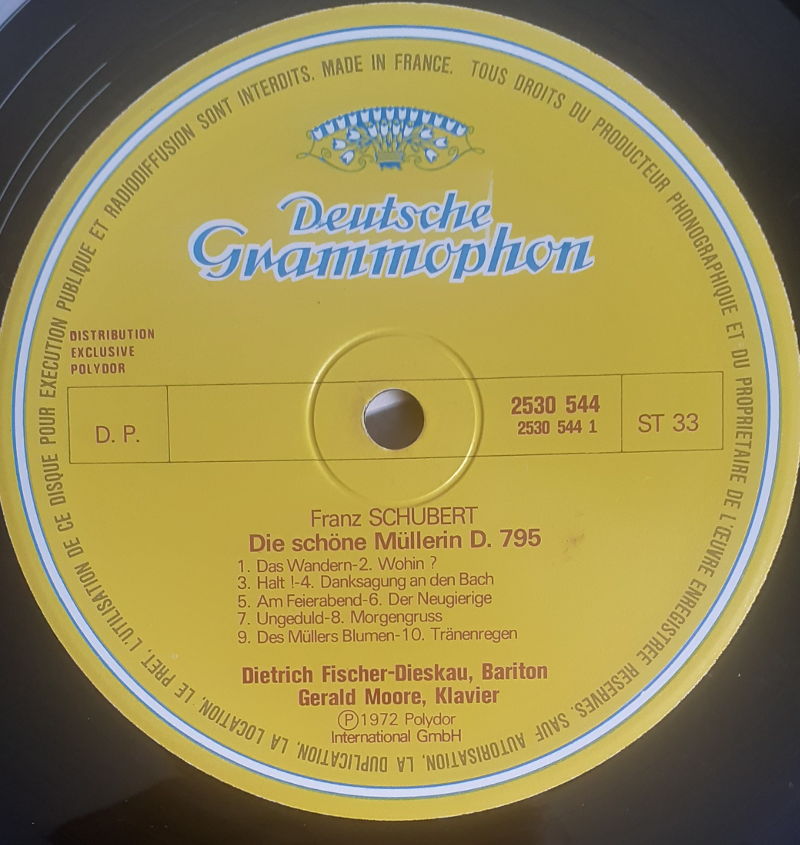 TOUS DROITS DU PRODUCTEUR PHONOGRAPHIQUE ET DU PROPRIETAIRE DE L'ŒUVRE ENREGISTREE RESERVES. SAUF AUTORISATION, LA DUPLICATION, LA LOCATION, LE PRET, L'UTILISATION DE CE DISQUE POUR EXECUTION PUBLIQUE ET RADIODIFFUSION SONT INTERDITS. MADE IN FRANCE.
Deutsche
Grammophon
DISTRIBUTION
EXCLUSIVE
POLYDOR
D. P.
2530 544
2530 544 1
ST 33
Franz SCHUBERT
Die schöne Müllerin D. 795
1. Das Wandern-2. Wohin ?
3. Halt !-4. Danksagung an den Bach
5. Am Feierabend-6. Der Neugierige
7. Ungeduld-8. Morgengruss
9. Des Müllers Blumen-10. Tränenregen
Dietrich Fischer-Dieskau, Bariton
Gerald Moore, Klavier
Ⓟ1972 Polydor
International GmbH